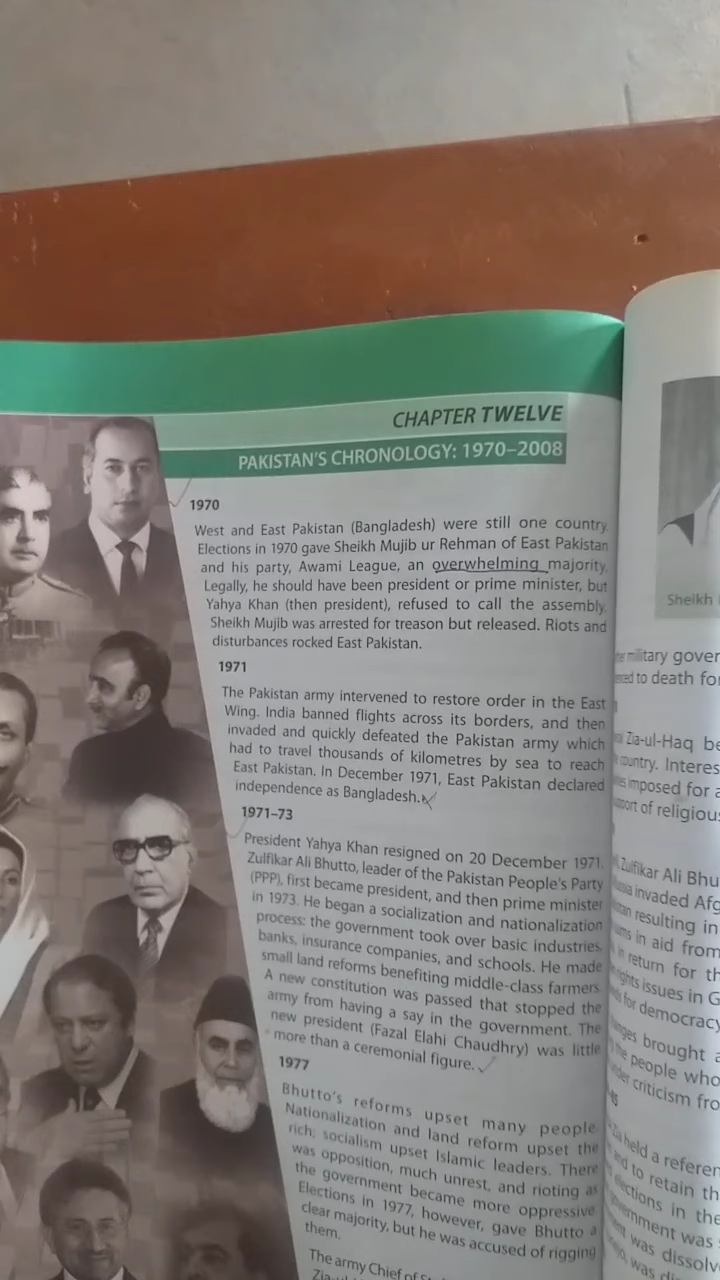 CHAPTER TWELVE
PAKISTAN'S CHRONOLOGY: 1970–2008
1970
West and East Pakistan (Bangladesh) were still one country.
Elections in 1970 gave Sheikh Mujib ur Rehman of East Pakistan
and his party, Awami League, an overwhelming majority.
Legally, he should have been president or prime minister, but
Yahya Khan (then president), refused to call the assembly.
Sheikh Mujib was arrested for treason but released. Riots and
disturbances rocked East Pakistan.
1971
The Pakistan army intervened to restore order in the East
Wing. India banned flights across its borders, and then
invaded and quickly defeated the Pakistan army which
had to travel thousands of kilometres by sea to reach
East Pakistan. In December 1971, East Pakistan declared
independence as Bangladesh.
1971–73
President Yahya Khan resigned on 20 December 1971.
Zulfikar Ali Bhutto, leader of the Pakistan People's Party
(PPP), first became president, and then prime minister
in 1973. He began a socialization and nationalization
process: the government took over basic industries,
banks, insurance companies, and schools. He made
small land reforms benefiting middle-class farmers.
A new constitution was passed that stopped the
army from having a say in the government. The
new president (Fazal Elahi Chaudhry) was little
more than a ceremonial figure.
1977
Bhutto's reforms upset many people.
Nationalization and land reform upset the
rich; socialism upset Islamic leaders. There
was opposition, much unrest, and rioting as
the government became more oppressive.
Elections in 1977, however, gave Bhutto a
clear majority, but he was accused of rigging
them.
The army Chief of
Sheikh
military gover
to death for
Zia-ul-Haq be
country. Interes
imposed for a
support of religious
Zulfikar Ali Bhu
invaded Afg
resulting in
in aid from
in return for th
rights issues in G
for democracy
brought a
the people who
under criticism fro
held a referen
and to retain th
elections in the
government was
was dissolv
was di